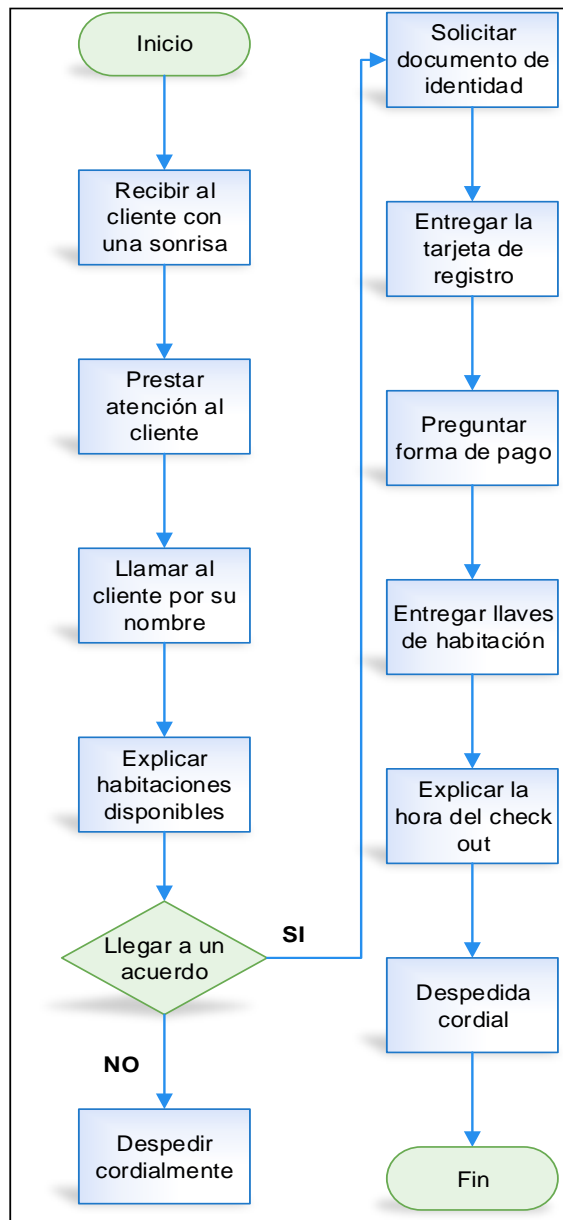 Inicio
Recibir al
cliente con
una sonrisa
Prestar
atención al
cliente
Llamar al
cliente por su
nombre
Explicar
habitaciones
disponibles
Llegar a un
acuerdo
SI
NO
Despedir
cordialmente
Solicitar
documento de
identidad
Entregar la
tarjeta de
registro
Preguntar
forma de pago
Entregar llaves
de habitación
Explicar la
hora del check
out
Despedida
cordial
Fin